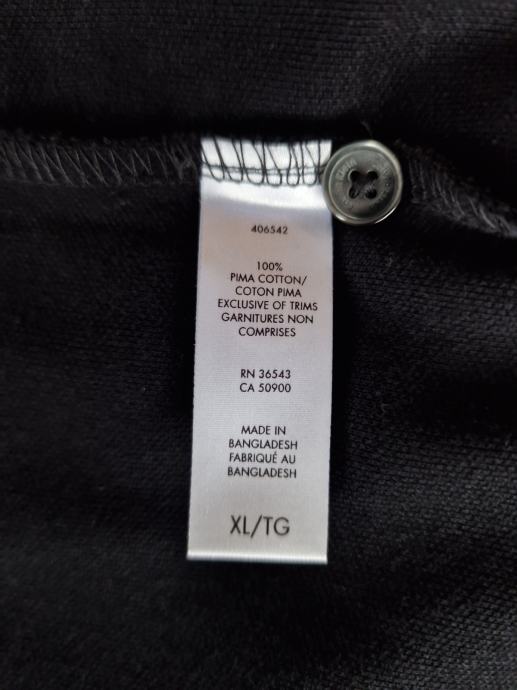 406542
100%
PIMA COTTON/
COTON PIMA
EXCLUSIVE OF TRIMS
GARNITURES NON
COMPRISES
RN 36543
CA 50900
MADE IN
BANGLADESH
FABRIQUÉ AU
BANGLADESH
XL/TG